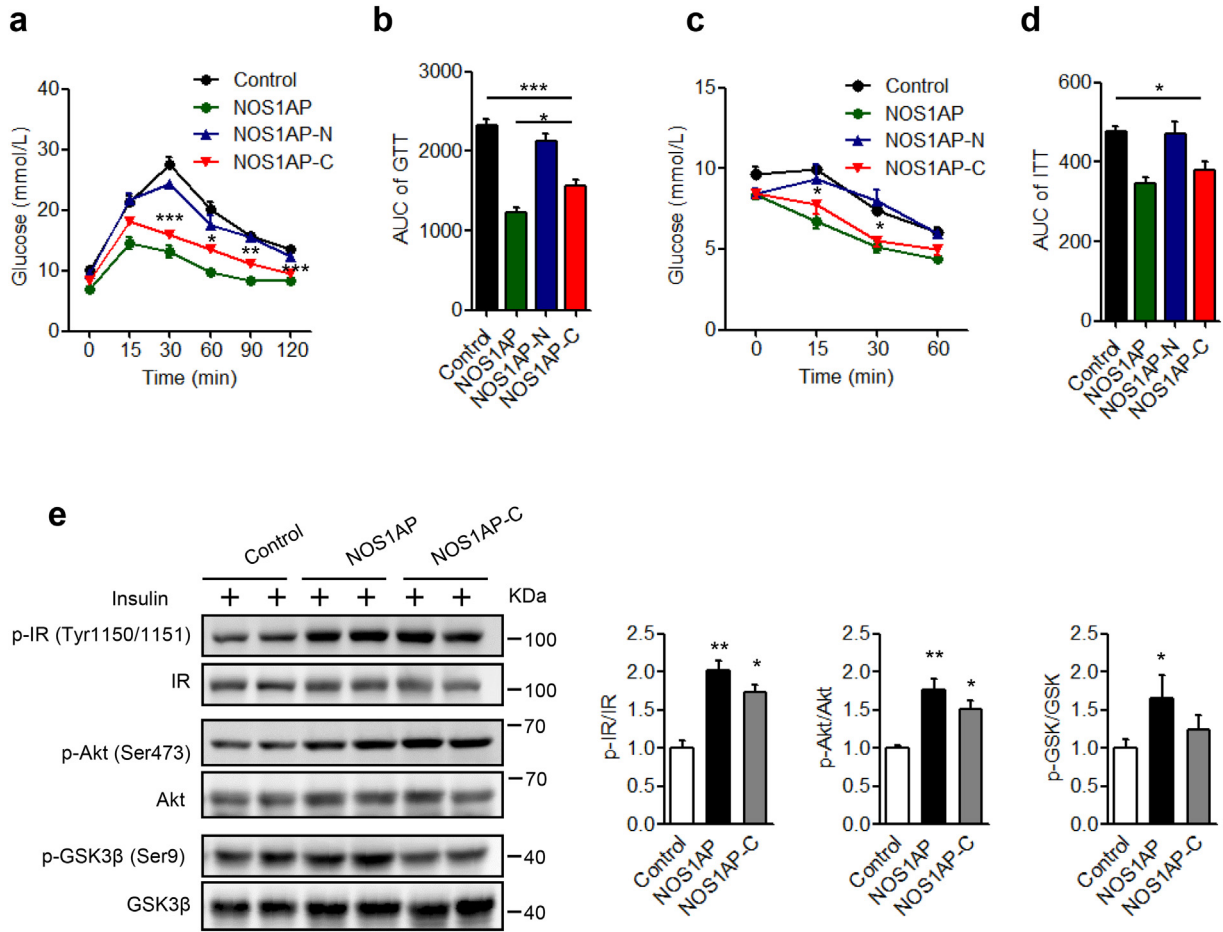 a
Control
NOS1AP
NOS1AP-N
NOS1AP-C
Glucose (mmol/L)
40
30
20
10
0
***
*
**
***
0 15 30 60 90 120
Time (min)
b
AUC of GTT
3000
2000
1000
0
***
*
Control
NOS1AP
NOS1AP-N
NOS1AP-C
c
Control
NOS1AP
NOS1AP-N
NOS1AP-C
Glucose (mmol/L)
15
10
5
0
*
*
0 15 30 60
Time (min)
d
AUC of ITT
600
400
200
0
*
Control
NOS1AP
NOS1AP-N
NOS1AP-C
e
Control NOS1AP NOS1AP-C
Insulin + + + + + + KDa
p-IR (Tyr1150/1151) 100
IR 100
70
p-Akt (Ser473)
70
Akt
p-GSK3β (Ser9) 40
GSK3β 40
p-IR/IR
2.5
2.0
1.5
1.0
0.5
0.0
**
*
Control
NOS1AP
NOS1AP-C
p-Akt/Akt
2.5
2.0
1.5
1.0
0.5
0.0
**
*
Control
NOS1AP
NOS1AP-C
p-GSK/GSK
2.5
2.0
1.5
1.0
0.5
0.0
*
Control
NOS1AP
NOS1AP-C